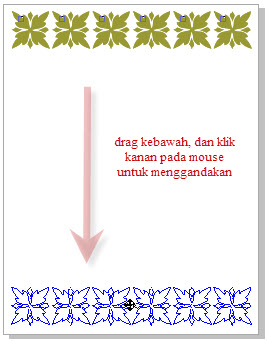 drag kebawah, dan klik
kanan pada mouse
untuk menggandakan